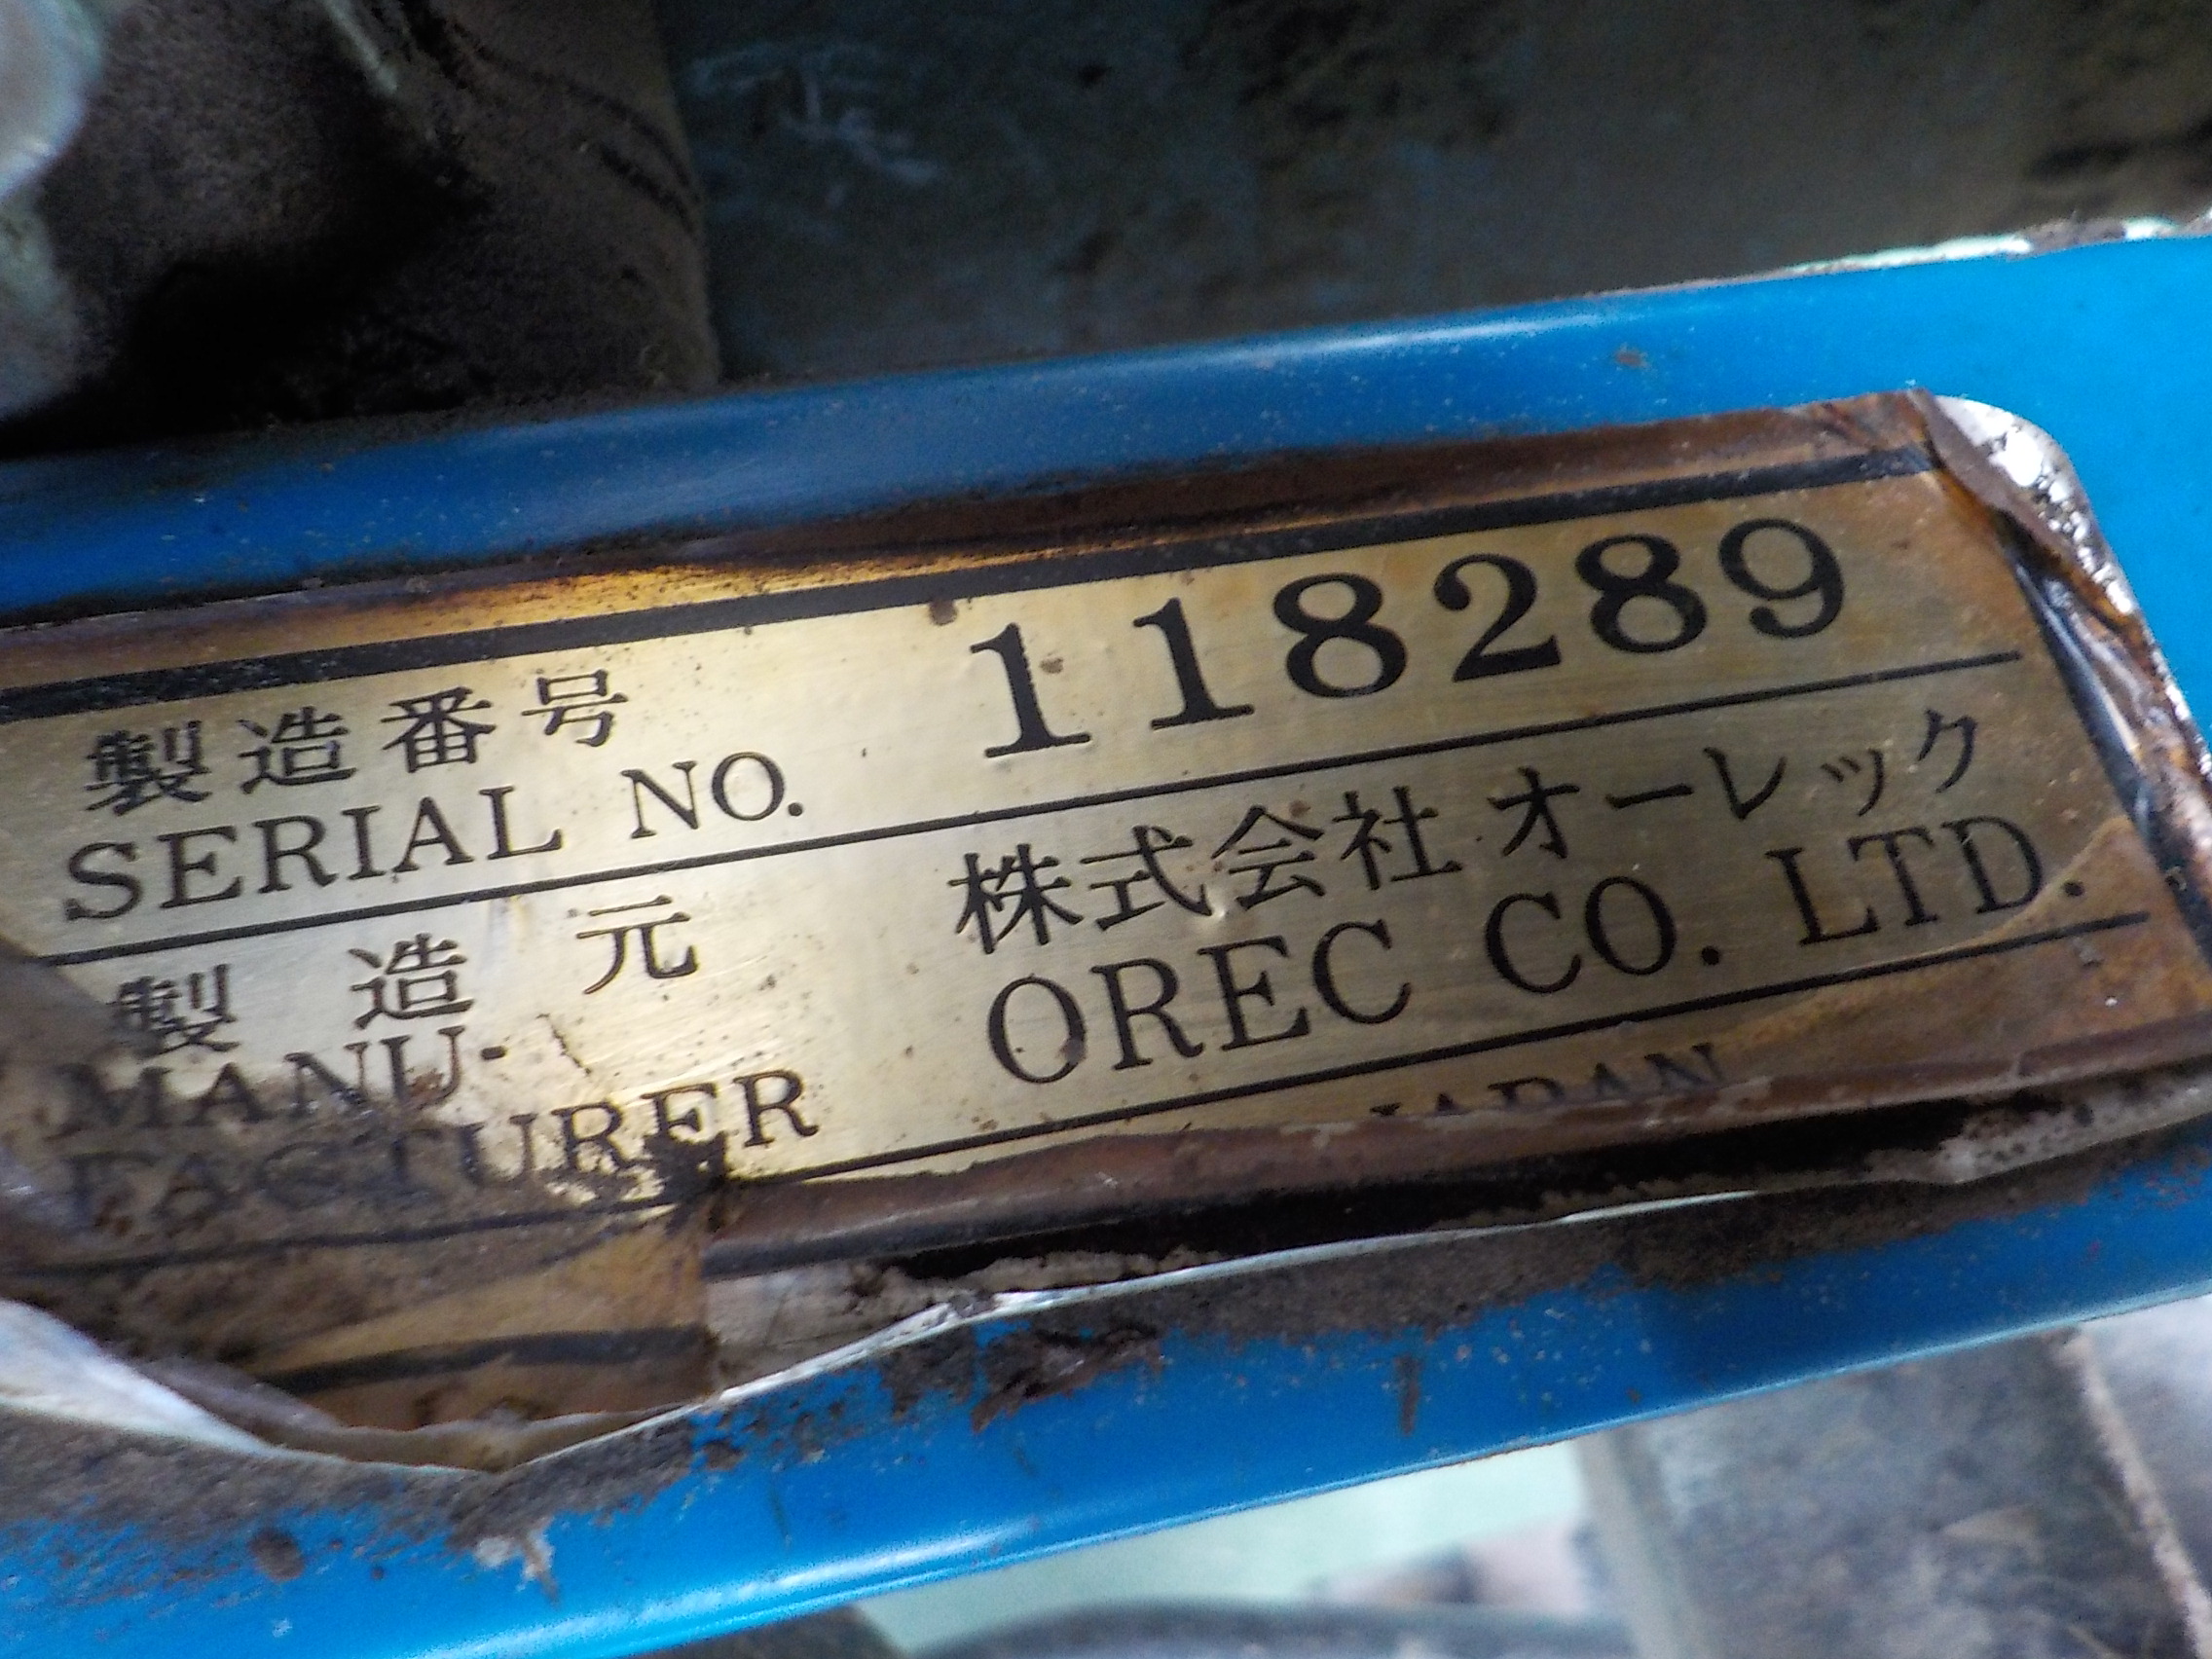 製造番号 118289
SERIAL NO.
製造元 株式会社オーレック
MANU- OREC CO. LTD.
FACTURER
JAPAN